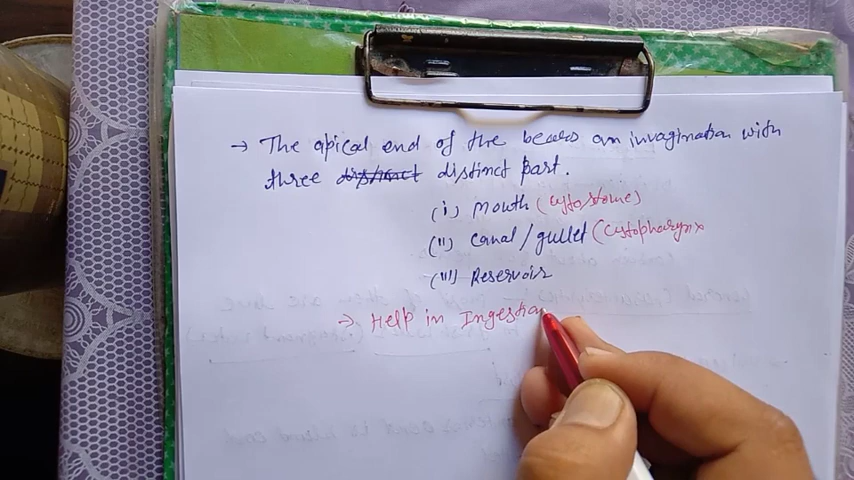 → The apical end of the bears an invagination with
three distinct distinct part.
(i) Mouth (cytostome)
(ii) canal/gullet (cytopharynx
(iii) Reservoir
→ Help in Ingestion